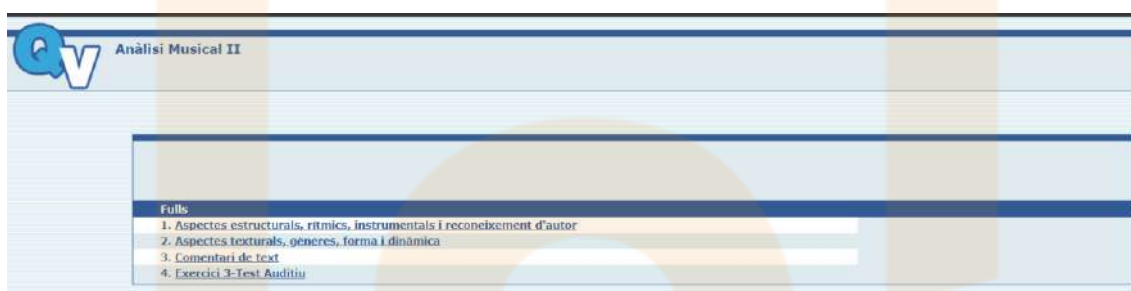 QV
Anàlisi Musical II
Fulls
1. Aspectes estructurals, rítmics, instrumentals i reconeixement d'autor
2. Aspectes texturals, gèneres, forma i dinàmica
3. Comentari de text
4. Exercici 3-Test Auditiu